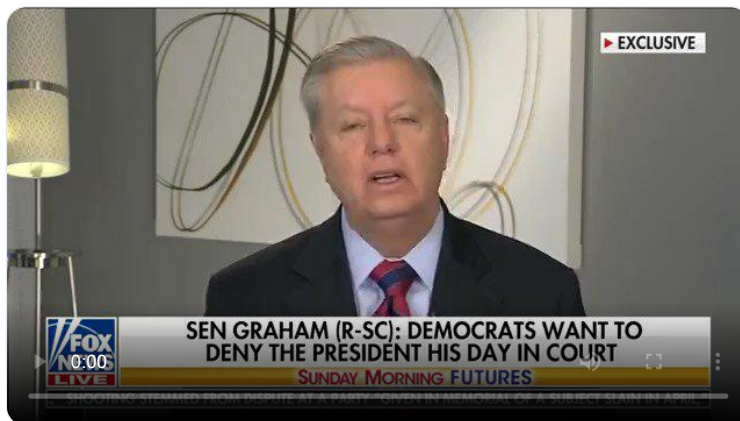 EXCLUSIVE
SEN GRAHAM (R-SC): DEMOCRATS WANT TO
DENY THE PRESIDENT HIS DAY IN COURT
FOX
NEWS
0:00
LIVE
SUNDAY MORNING FUTURES
SHOOTING STEMMED FROM DISPUTE AT A PARTY "GIVEN IN MEMORIAL OF A SUBJECT SLAIN IN APRIL